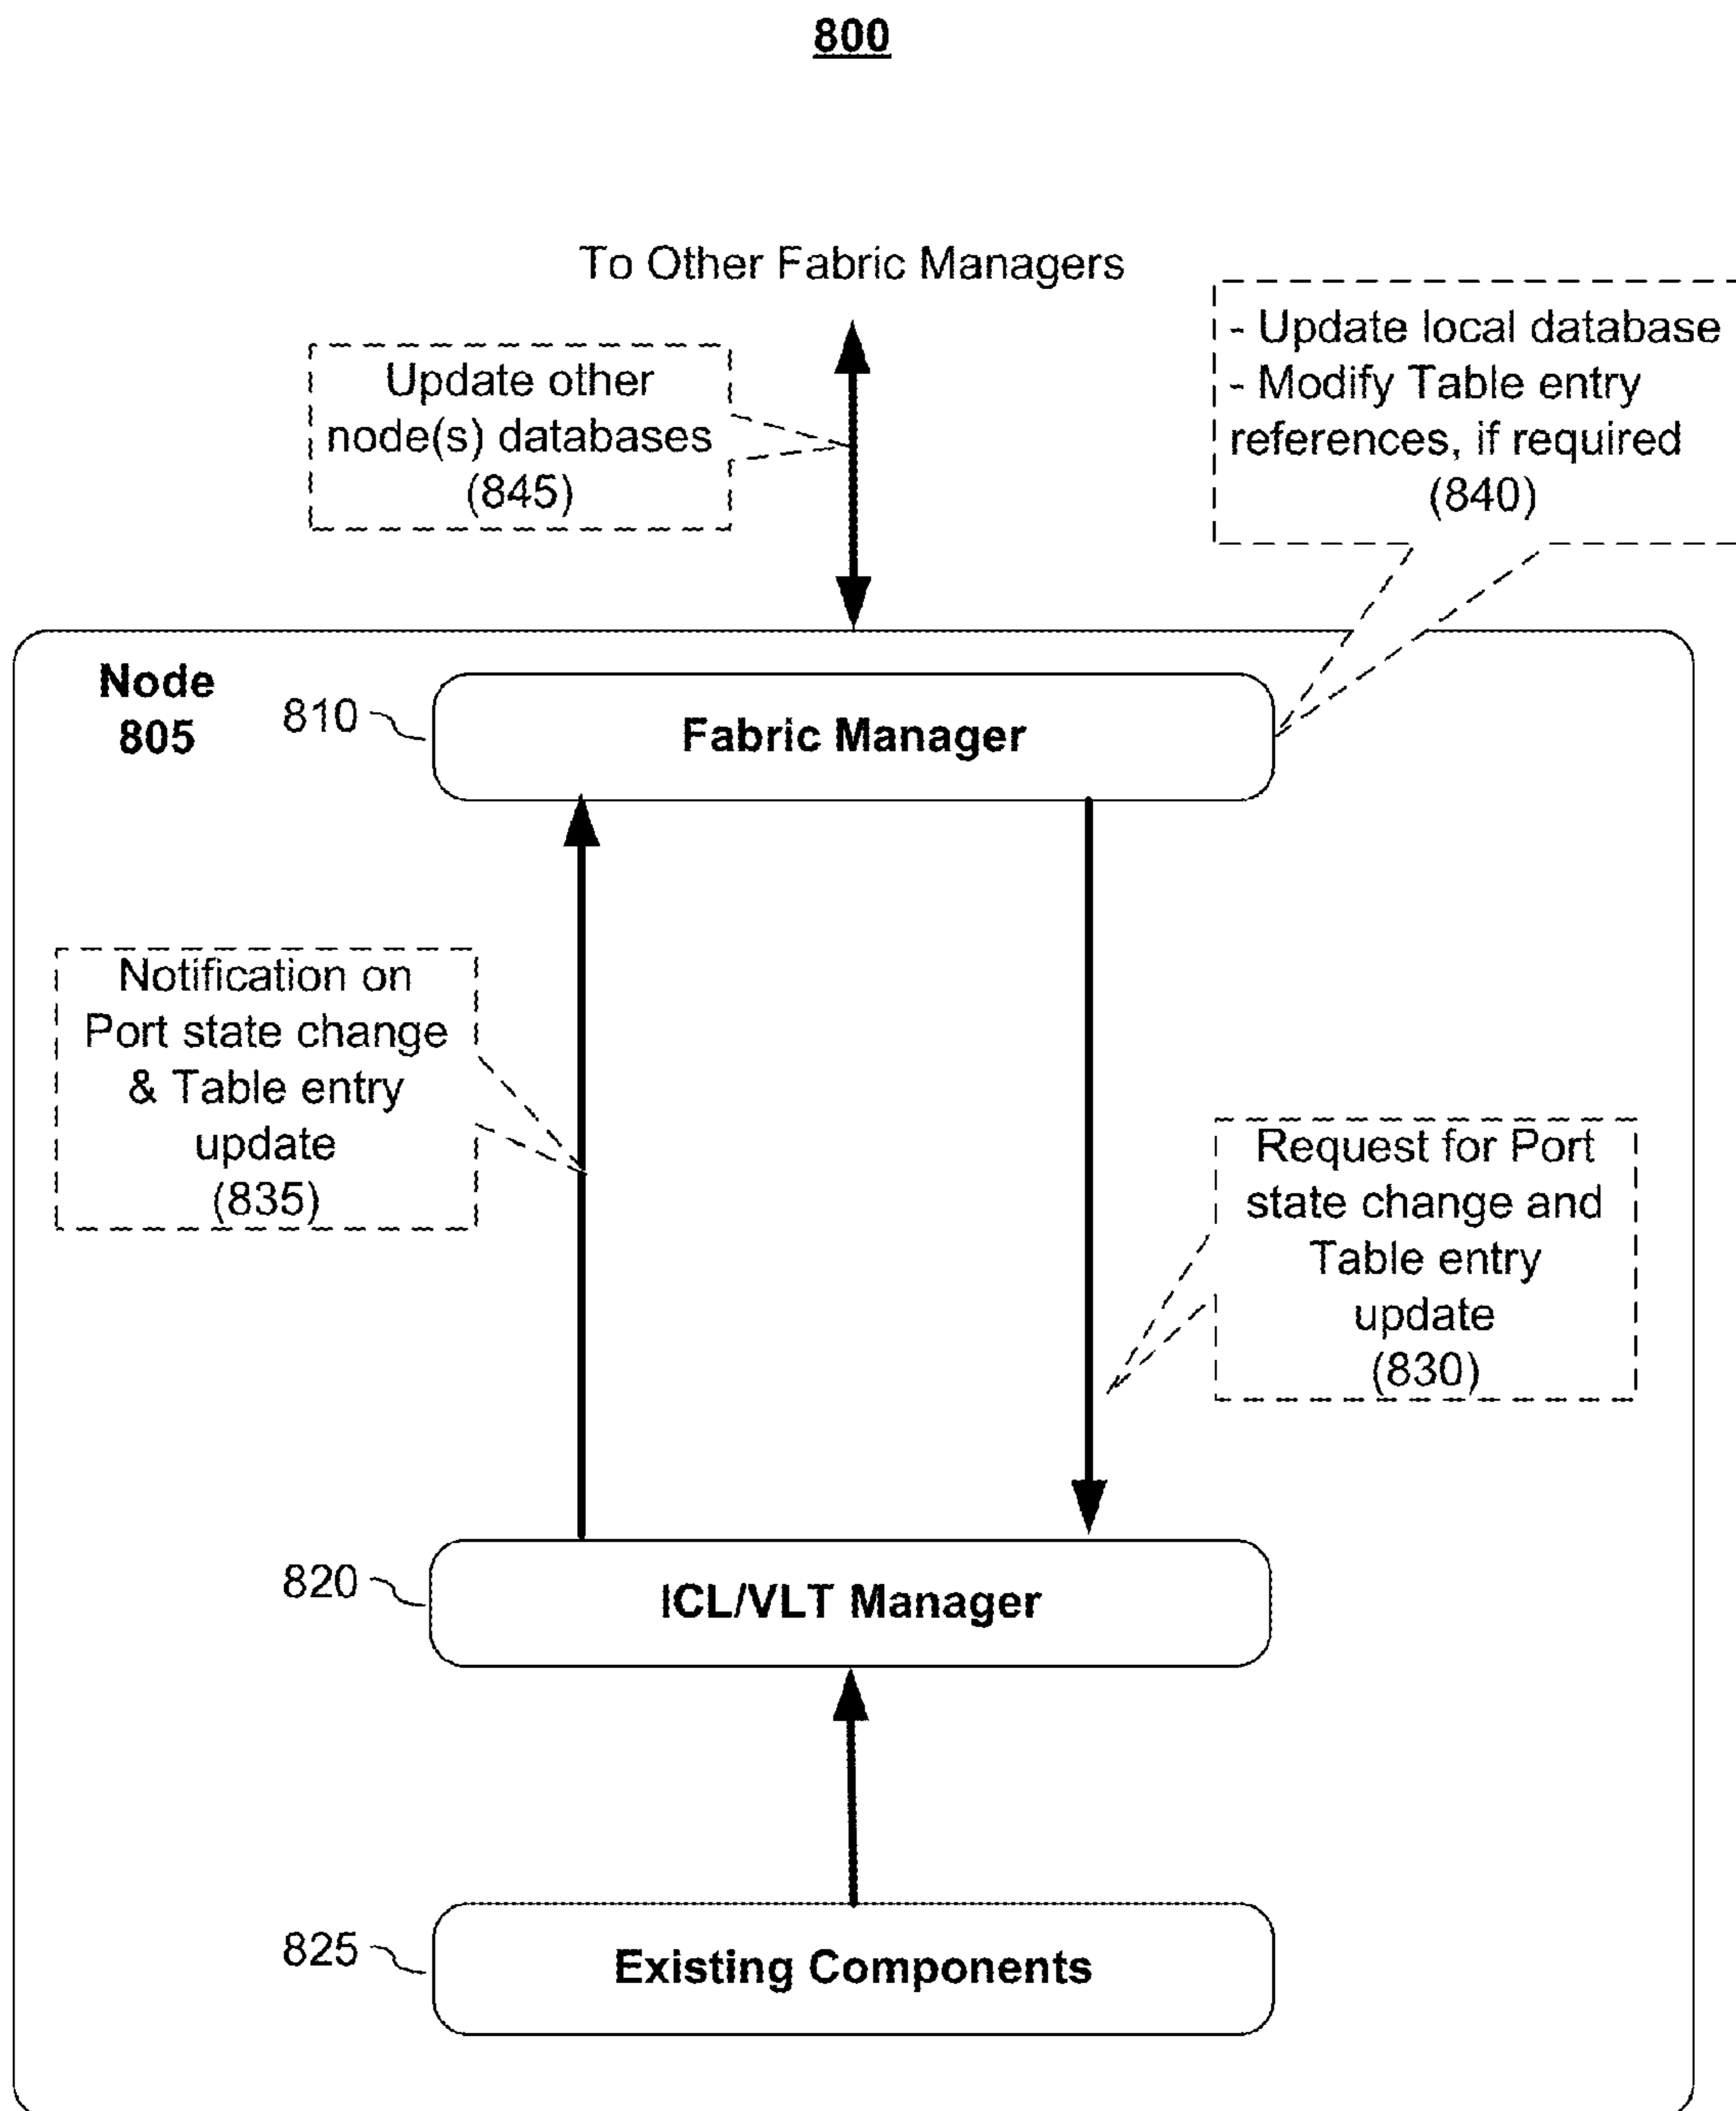 800
To Other Fabric Managers
Update other
node(s) databases
(845)
- Update local database
- Modify Table entry
references, if required
(840)
Node
805
810
Fabric Manager
Notification on
Port state change
& Table entry
update
(835)
Request for Port
state change and
Table entry
update
(830)
820
ICL/VLT Manager
825
Existing Components